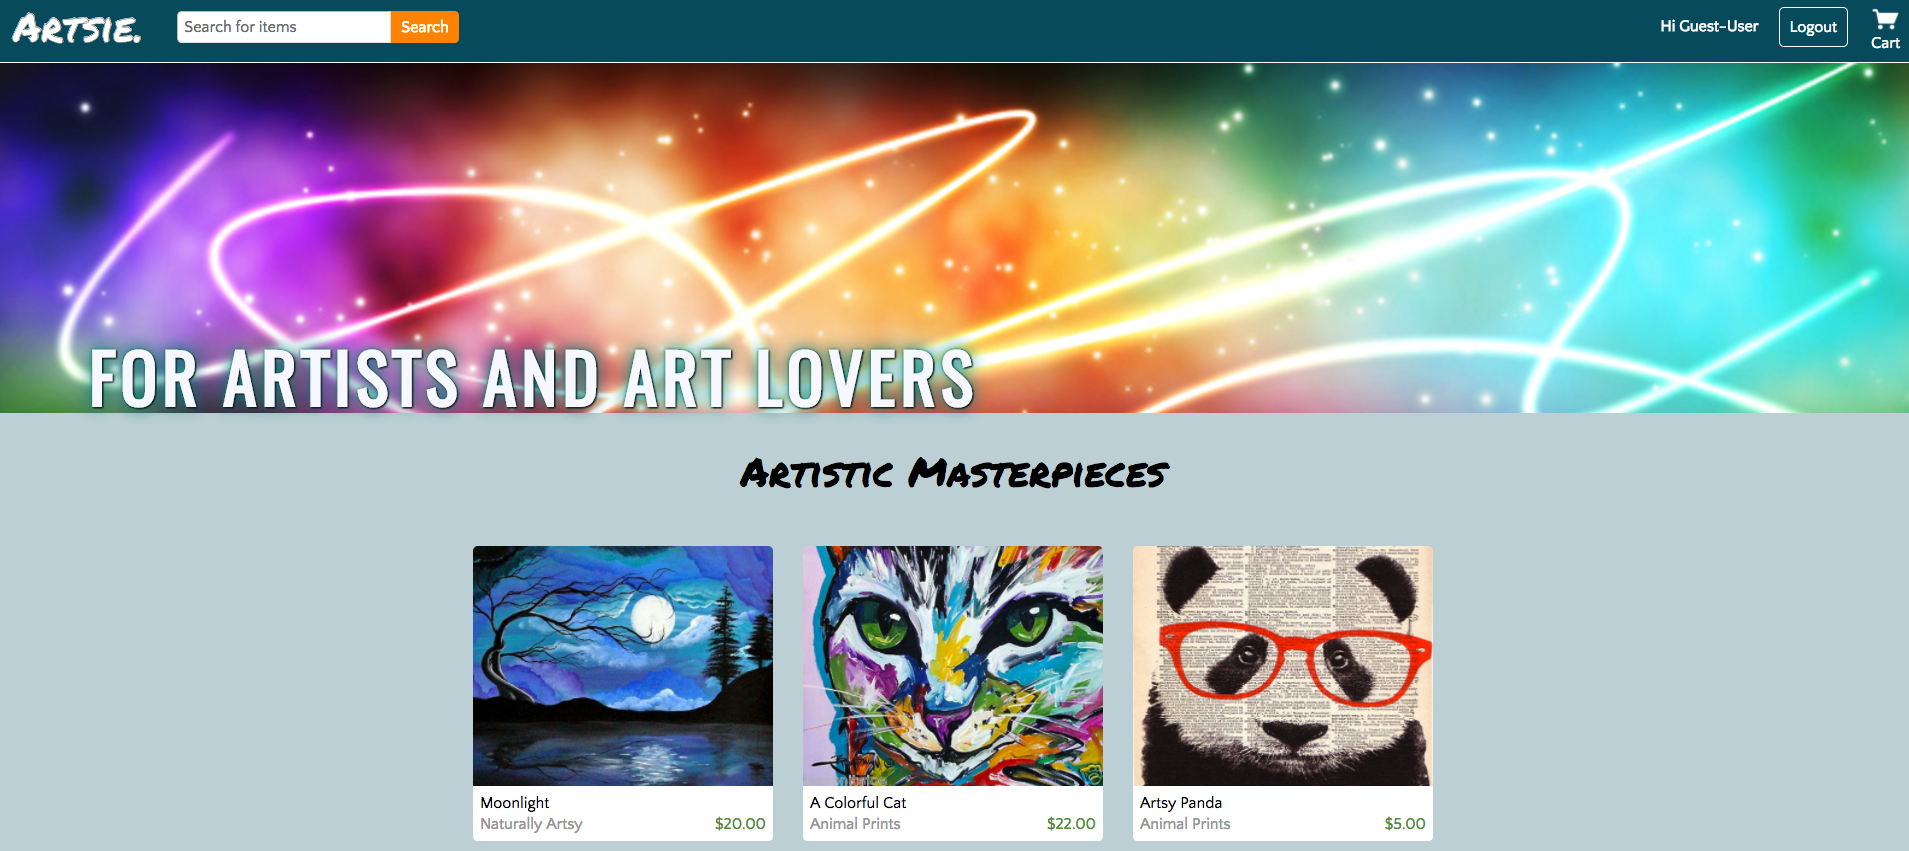 Artsie.
Search for items
Search
Hi Guest-User
Logout
Cart
FOR ARTISTS AND ART LOVERS
Artistic Masterpieces
Moonlight
Naturally Artsy
$20.00
A Colorful Cat
Animal Prints
$22.00
Artsy Panda
Animal Prints
$5.00